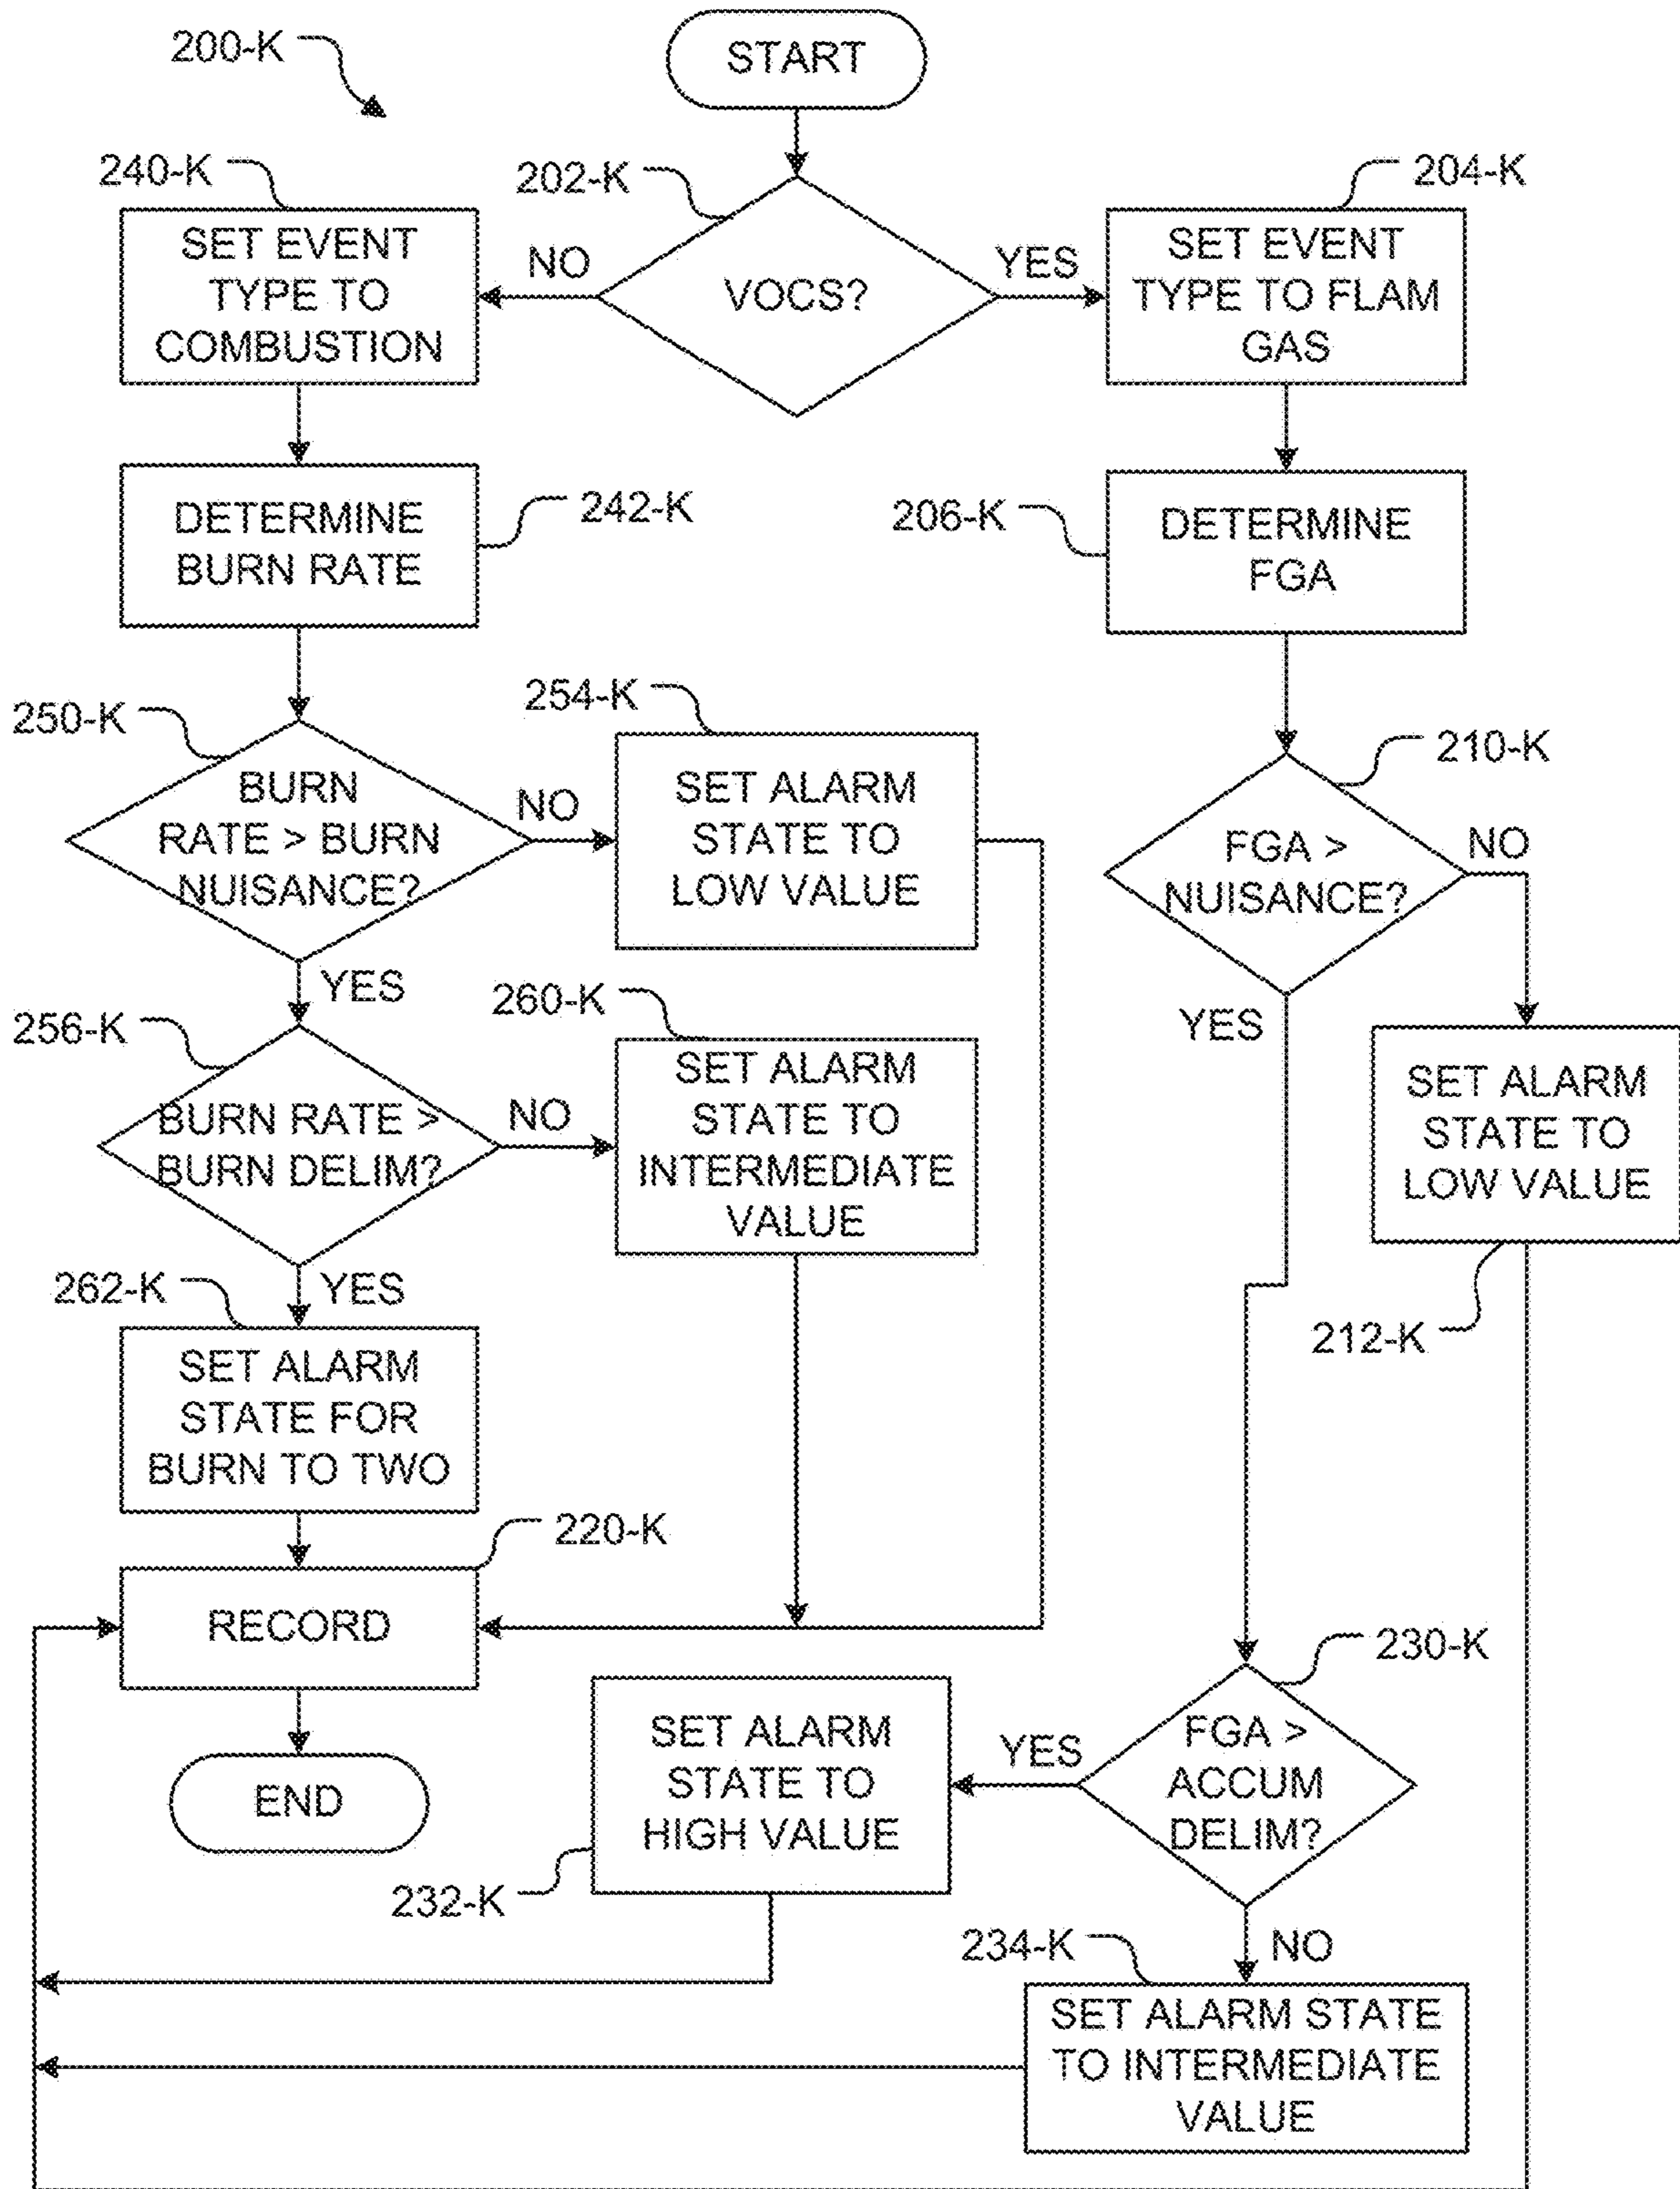 200-K
START
240-K
202-K
204-K
SET EVENT
TYPE TO
COMBUSTION
NO
VOCS?
YES
SET EVENT
TYPE TO FLAM
GAS
DETERMINE
BURN RATE
242-K
206-K
DETERMINE
FGA
250-K
BURN
RATE > BURN
NUISANCE?
NO
254-K
SET ALARM
STATE TO
LOW VALUE
210-K
FGA >
NUISANCE?
NO
YES
YES
256-K
BURN RATE >
BURN DELIM?
NO
260-K
SET ALARM
STATE TO
INTERMEDIATE
VALUE
SET ALARM
STATE TO
LOW VALUE
212-K
262-K
YES
SET ALARM
STATE FOR
BURN TO TWO
220-K
RECORD
END
230-K
FGA >
ACCUM
DELIM?
YES
SET ALARM
STATE TO
HIGH VALUE
232-K
NO
234-K
SET ALARM STATE
TO INTERMEDIATE
VALUE